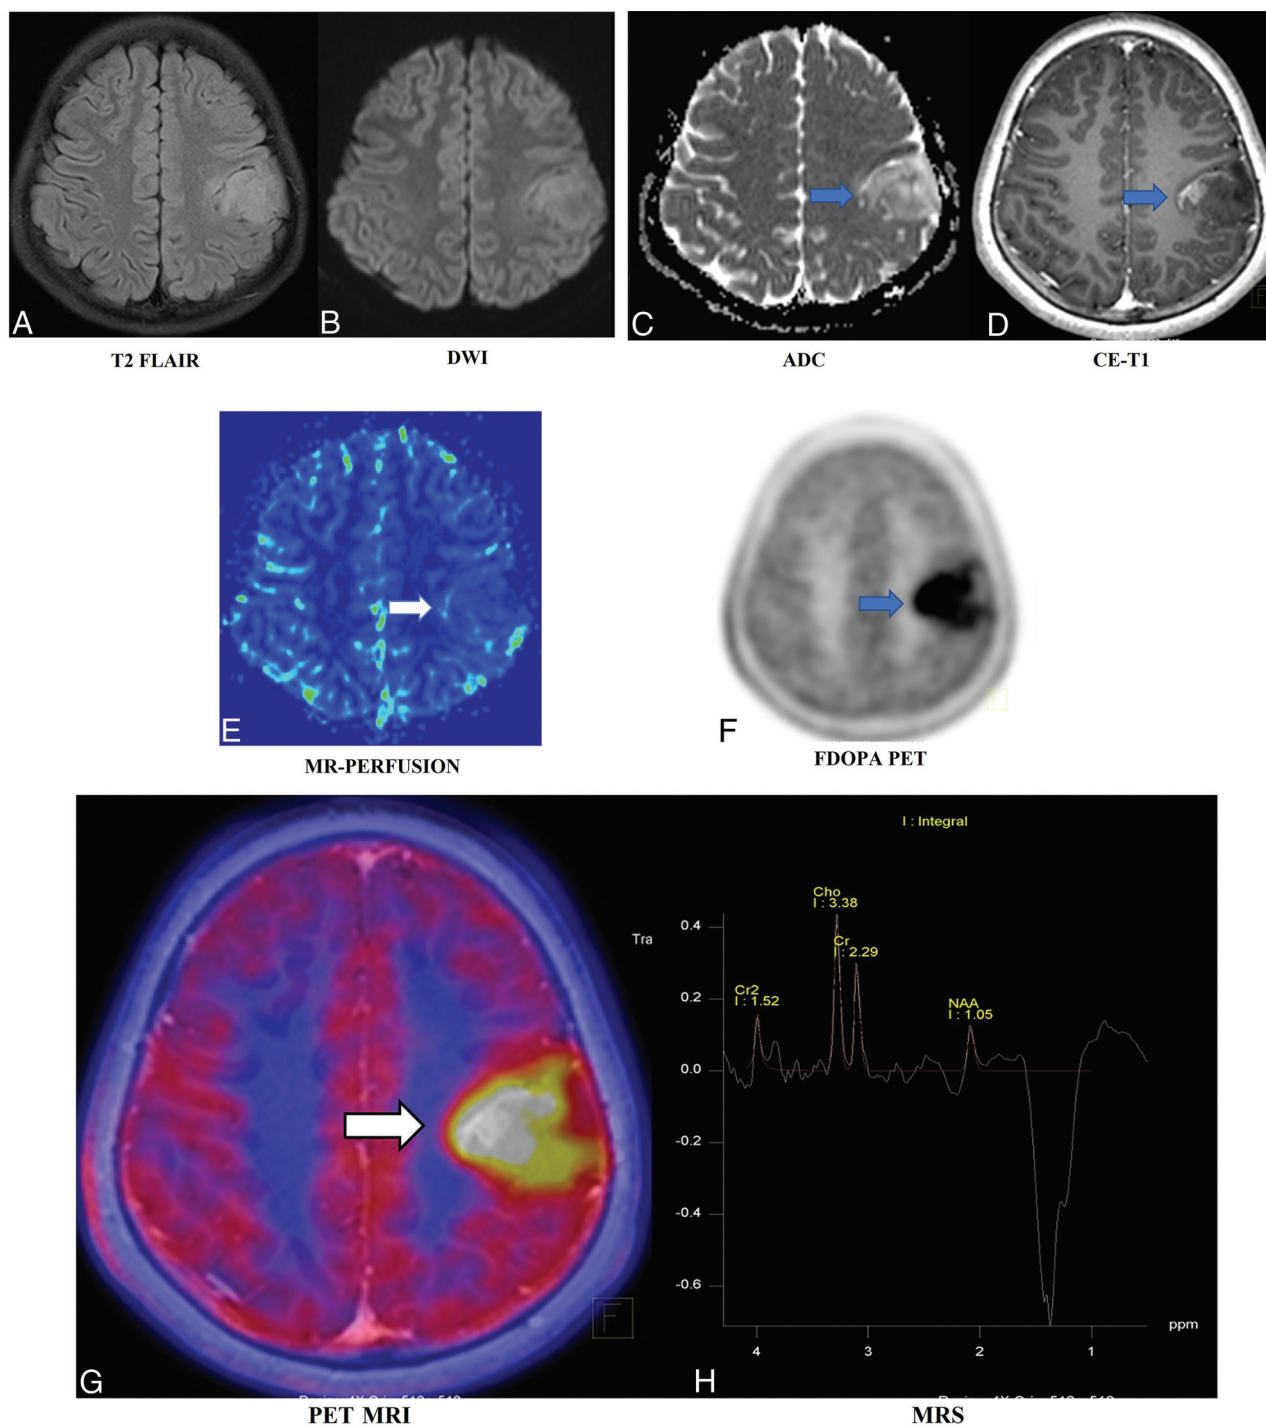 A
B
C
D
T2 FLAIR
DWI
ADC
CE-T1
E
F
MR-PERFUSION
FDOPA PET
I : Integral
Tra
Cho
I : 3.38
Cr
I : 2.29
Cr2
I : 1.52
NAA
I : 1.05
0.4
0.2
0.0
-0.2
-0.4
-0.6
ppm
4
3
2
1
F
G
H
PET MRI
MRS